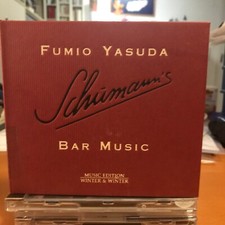 FUMIO YASUDA
Schumann's
BAR MUSIC
MUSIC EDITION
WINTER & WINTER